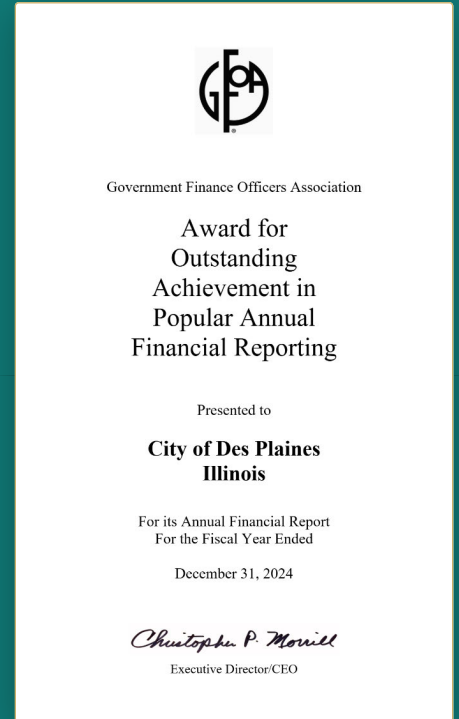 GFOA
Government Finance Officers Association
Award for
Outstanding
Achievement in
Popular Annual
Financial Reporting
Presented to
City of Des Plaines
Illinois
For its Annual Financial Report
For the Fiscal Year Ended
December 31, 2024
Christopher P. Morrill
Executive Director/CEO